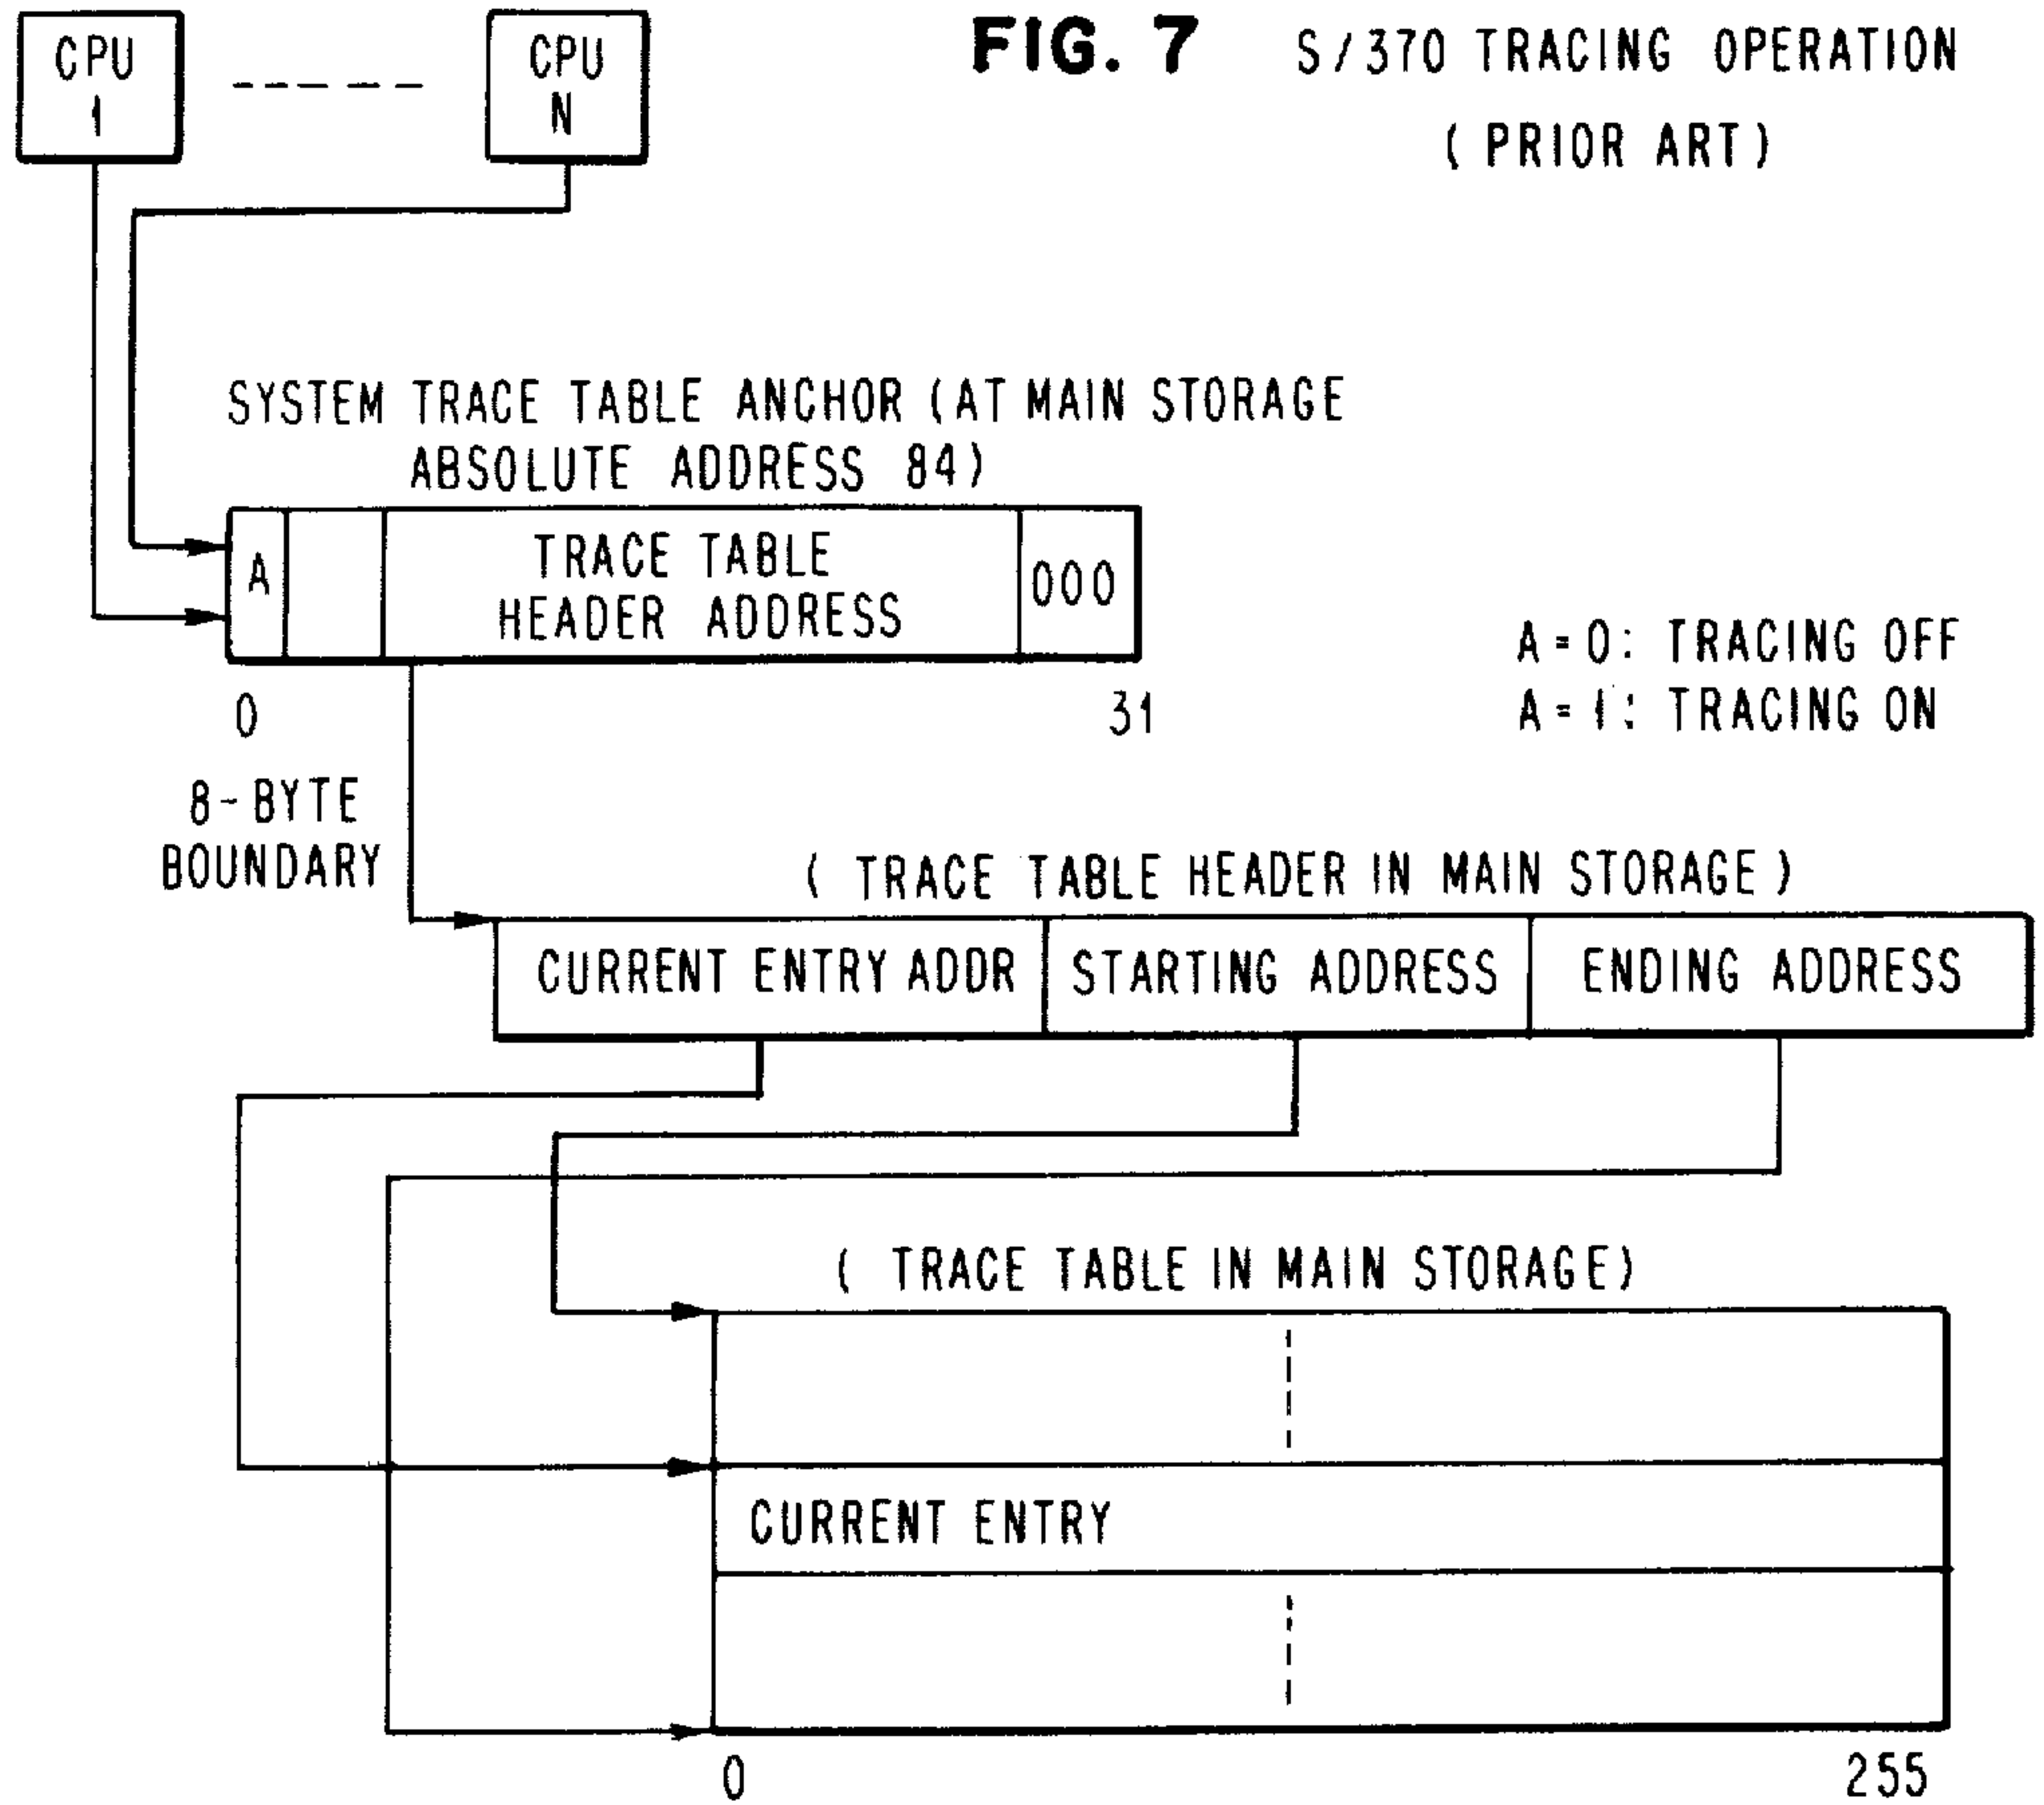 CPU
1
CPU
N
FIG. 7 S/370 TRACING OPERATION
(PRIOR ART)
SYSTEM TRACE TABLE ANCHOR (AT MAIN STORAGE
ABSOLUTE ADDRESS 84)
A
TRACE TABLE
HEADER ADDRESS
000
0
31
A=0: TRACING OFF
A=1: TRACING ON
8-BYTE
BOUNDARY
(TRACE TABLE HEADER IN MAIN STORAGE)
CURRENT ENTRY ADDR
STARTING ADDRESS
ENDING ADDRESS
(TRACE TABLE IN MAIN STORAGE)
CURRENT ENTRY
0
255